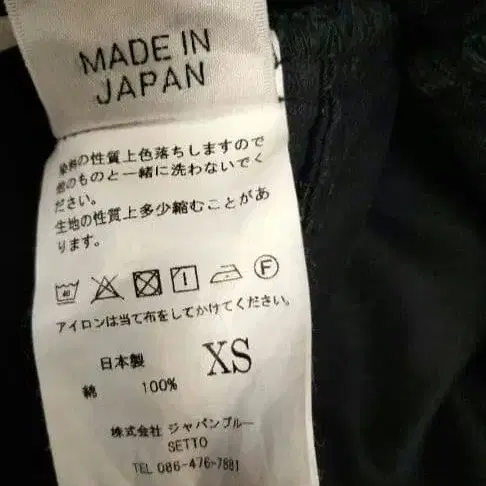 MADE IN
JAPAN
染料の性質上色落ちしますので
他のものと一緒に洗わないでく
ださい。
生地の性質上多少縮むことがあ
ります。
40
F
アイロンは当て布をしてかけてください。
日本製 XS
綿 100%
株式会社 ジャパンブルー
SETTO
TEL 086-476-7881